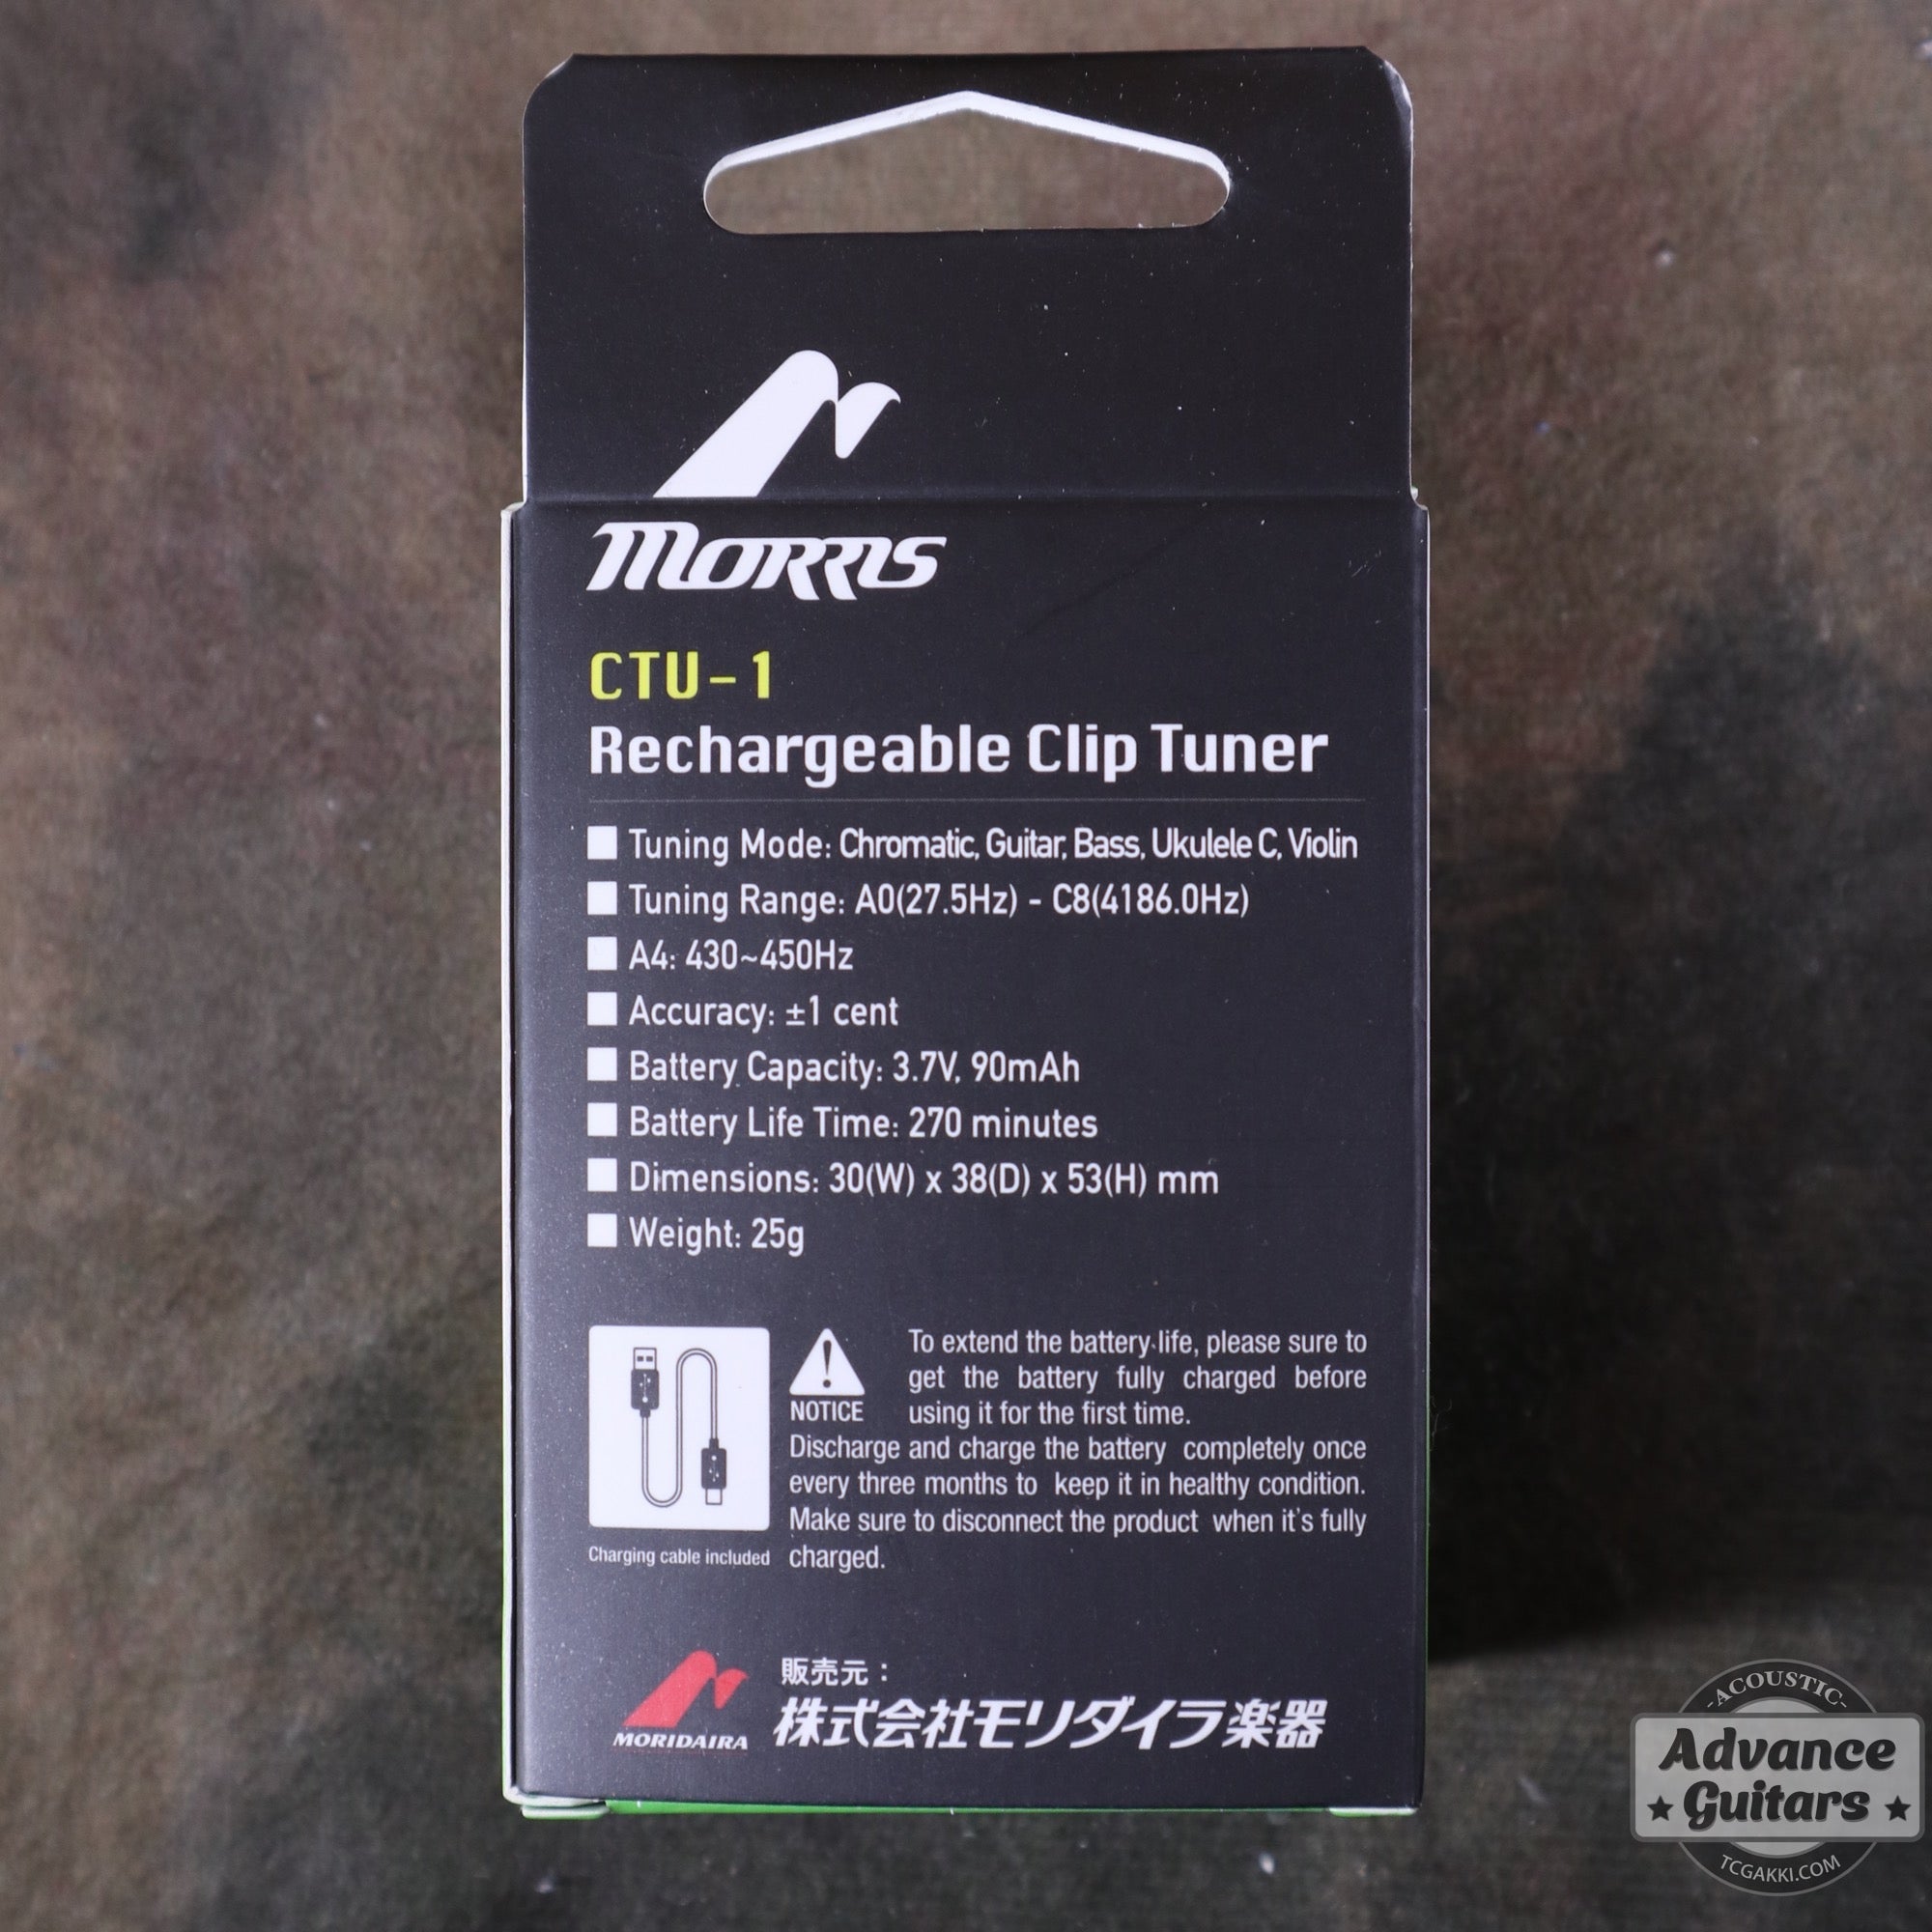 MORRIS
CTU-1
Rechargeable Clip Tuner
Tuning Mode: Chromatic, Guitar, Bass, Ukulele C, Violin
Tuning Range: A0(27.5Hz) - C8(4186.0Hz)
A4: 430~450Hz
Accuracy: ±1 cent
Battery Capacity: 3.7V, 90mAh
Battery Life Time: 270 minutes
Dimensions: 30(W) x 38(D) x 53(H) mm
Weight: 25g
Charging cable included
NOTICE
To extend the battery life, please sure to
get the battery fully charged before
using it for the first time.
Discharge and charge the battery completely once
every three months to keep it in healthy condition.
Make sure to disconnect the product when it's fully
charged.
MORIDAIRA
販売元：
株式会社モリダイラ楽器
-ACOUSTIC-
Advance
Guitars
TCGAKKI.COM